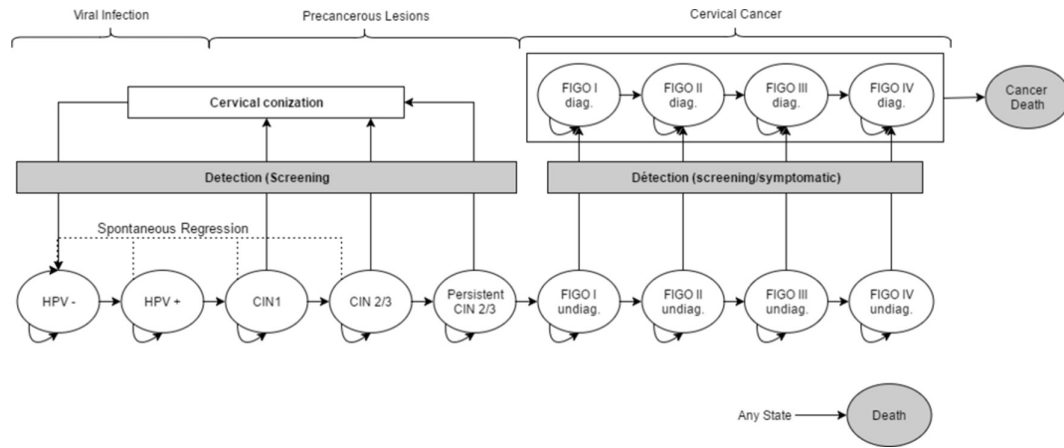 Viral Infection
Precancerous Lesions
Cervical Cancer
FIGO I
diag.
FIGO II
diag.
FIGO III
diag.
FIGO IV
diag.
Cancer
Death
Cervical conization
Detection (Screening
Détection (screening/symptomatic)
Spontaneous Regression
HPV -
HPV +
CIN1
CIN 2/3
Persistent
CIN 2/3
FIGO I
undiag.
FIGO II
undiag.
FIGO III
undiag.
FIGO IV
undiag.
Any State
Death